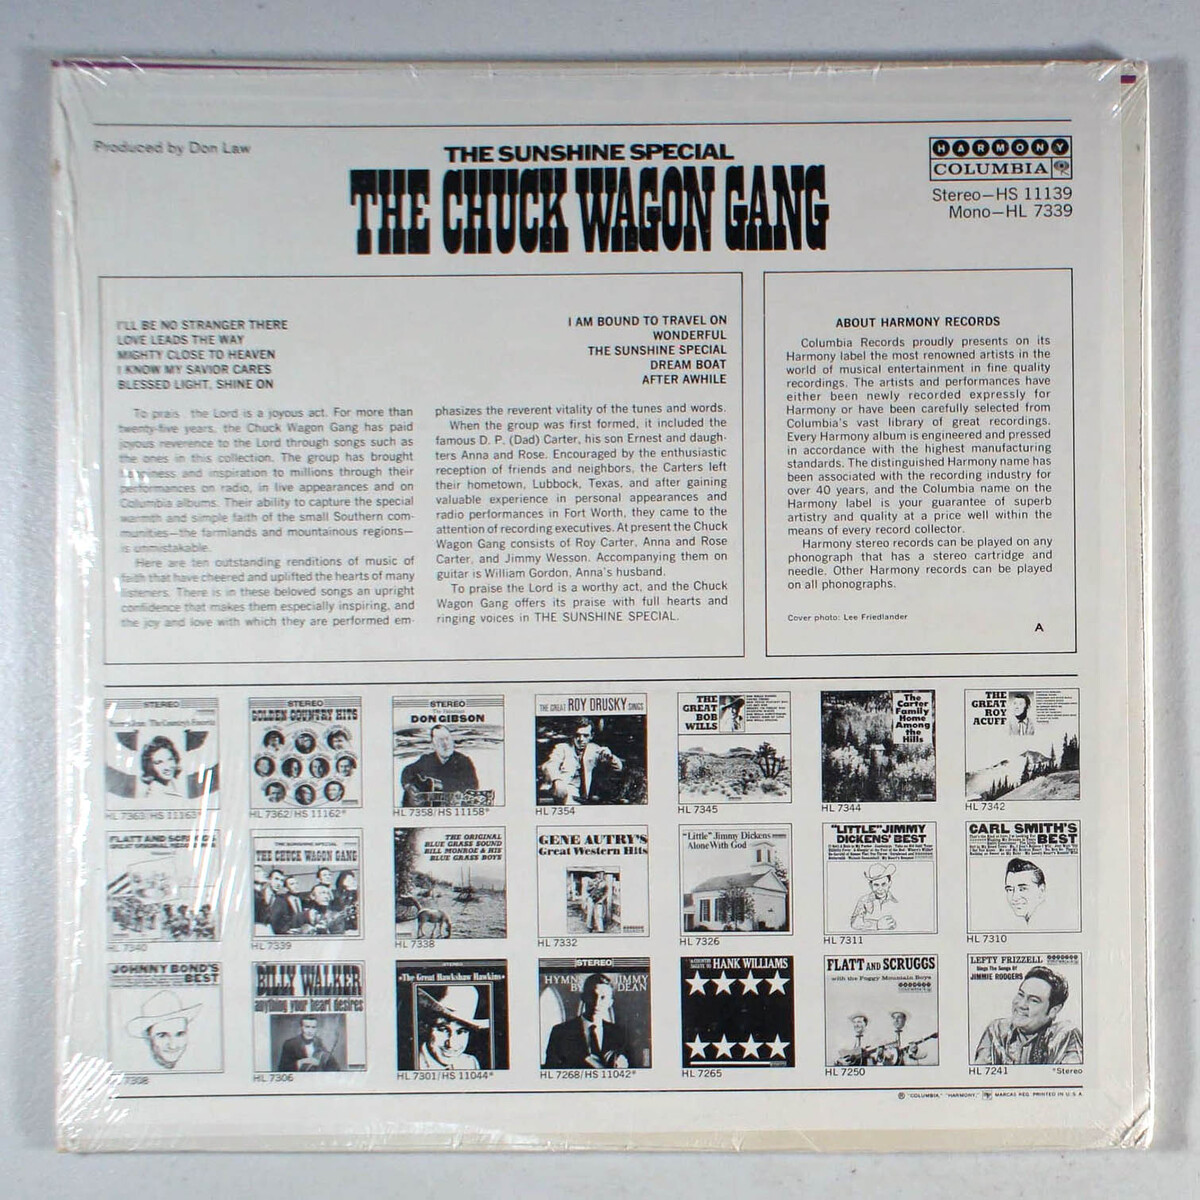 Produced by Don Law
THE SUNSHINE SPECIAL
THE CHUCK WAGON GANG
HARMONY
COLUMBIA
Stereo—HS 11139
Mono—HL 7339
I'LL BE NO STRANGER THERE
LOVE LEADS THE WAY
MIGHTY CLOSE TO HEAVEN
I KNOW MY SAVIOR CARES
BLESSED LIGHT, SHINE ON
I AM BOUND TO TRAVEL ON
WONDERFUL
THE SUNSHINE SPECIAL
DREAM BOAT
AFTER AWHILE
To prais the Lord is a joyous act. For more than
twenty-five years, the Chuck Wagon Gang has paid
joyous reverence to the Lord through songs such as
the ones in this collection. The group has brought
happiness and inspiration to millions through their
performances on radio, in live appearances and on
Columbia albums. Their ability to capture the special
warmth and simple faith of the small Southern com-
munities—the farmlands and mountainous regions—
is unmistakable.
Here are ten outstanding renditions of music of
faith that have cheered and uplifted the hearts of many
listeners. There is in these beloved songs an upright
confidence that makes them especially inspiring, and
the joy and love with which they are performed em-
phasizes the reverent vitality of the tunes and words.
When the group was first formed, it included the
famous D. P. (Dad) Carter, his son Ernest and daugh-
ters Anna and Rose. Encouraged by the enthusiastic
reception of friends and neighbors, the Carters left
their hometown, Lubbock, Texas, and after gaining
valuable experience in personal appearances and
radio performances in Fort Worth, they came to the
attention of recording executives. At present the Chuck
Wagon Gang consists of Roy Carter, Anna and Rose
Carter, and Jimmy Wesson. Accompanying them on
guitar is William Gordon, Anna's husband.
To praise the Lord is a worthy act, and the Chuck
Wagon Gang offers its praise with full hearts and
ringing voices in THE SUNSHINE SPECIAL.
ABOUT HARMONY RECORDS
Columbia Records proudly presents on its
Harmony label the most renowned artists in the
world of musical entertainment in fine quality
recordings. The artists and performances have
either been newly recorded expressly for
Harmony or have been carefully selected from
Columbia's vast library of great recordings.
Every Harmony album is engineered and pressed
in accordance with the highest manufacturing
standards. The distinguished Harmony name has
been associated with the recording industry for
over 40 years, and the Columbia name on the
Harmony label is your guarantee of superb
artistry and quality at a price well within the
means of every record collector.
Harmony stereo records can be played on any
phonograph that has a stereo cartridge and
needle. Other Harmony records can be played
on all phonographs.
Cover photo: Lee Friedlander
A
STEREO
HL 7363/HS 11163*
STEREO
GOLDEN COUNTRY HITS
HL 7362/HS 11162*
STEREO
DON GIBSON
HL 7358/HS 11158*
THE GREAT ROY DRUSKY SINGS
HL 7354
THE GREAT BOB WILLS
HL 7345
The Carter Family Home Among the Hills
HL 7344
THE GREAT ROY ACUFF
HL 7342
FLATT AND SCRUGGS
HL 7340
THE SUNSHINE SPECIAL
THE CHUCK WAGON GANG
HL 7339
THE ORIGINAL
BLUE GRASS SOUND
BILL MONROE & HIS
BLUE GRASS BOYS
HL 7338
GENE AUTRY'S
Great Western Hits
HL 7332
"Little" Jimmy Dickens
Alone With God
HL 7326
"LITTLE" JIMMY
DICKENS' BEST
HL 7311
CARL SMITH'S
BEST
HL 7310
JOHNNY BOND'S
BEST
7308
BILLY WALKER
anything your heart desires
HL 7306
STEREO
The Great Hawkshaw Hawkins
HL 7301/HS 11044*
STEREO
HYMNS BY JIMMY DEAN
HL 7268/HS 11042*
HANK WILLIAMS
HL 7265
FLATT AND SCRUGGS
with the Foggy Mountain Boys
HL 7250
LEFTY FRIZZELL
Sings The Songs Of
JIMMIE RODGERS
HL 7241
*Stereo
® "COLUMBIA," "HARMONY," MARCAS REG. PRINTED IN U.S.A.